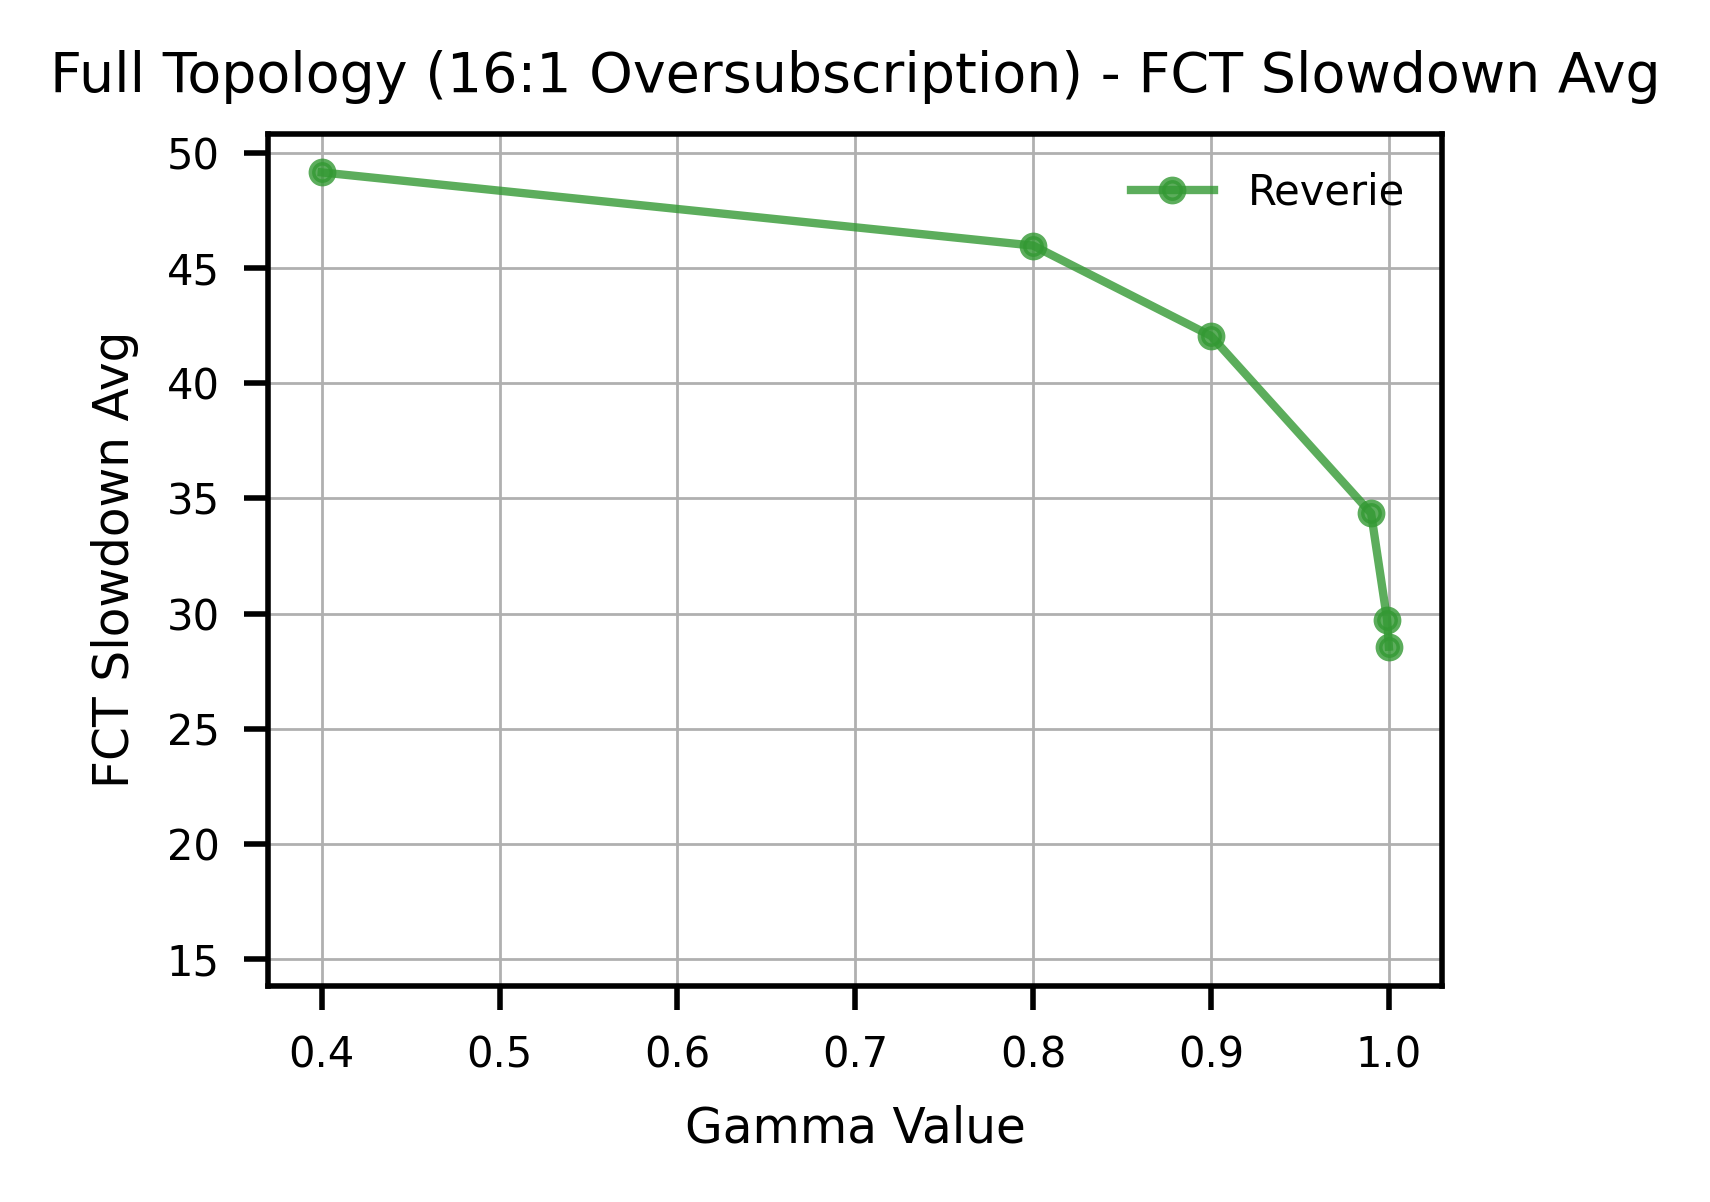 Full Topology (16:1 Oversubscription) - FCT Slowdown Avg
Reverie
FCT Slowdown Avg
50
45
40
35
30
25
20
15
0.4 0.5 0.6 0.7 0.8 0.9 1.0
Gamma Value